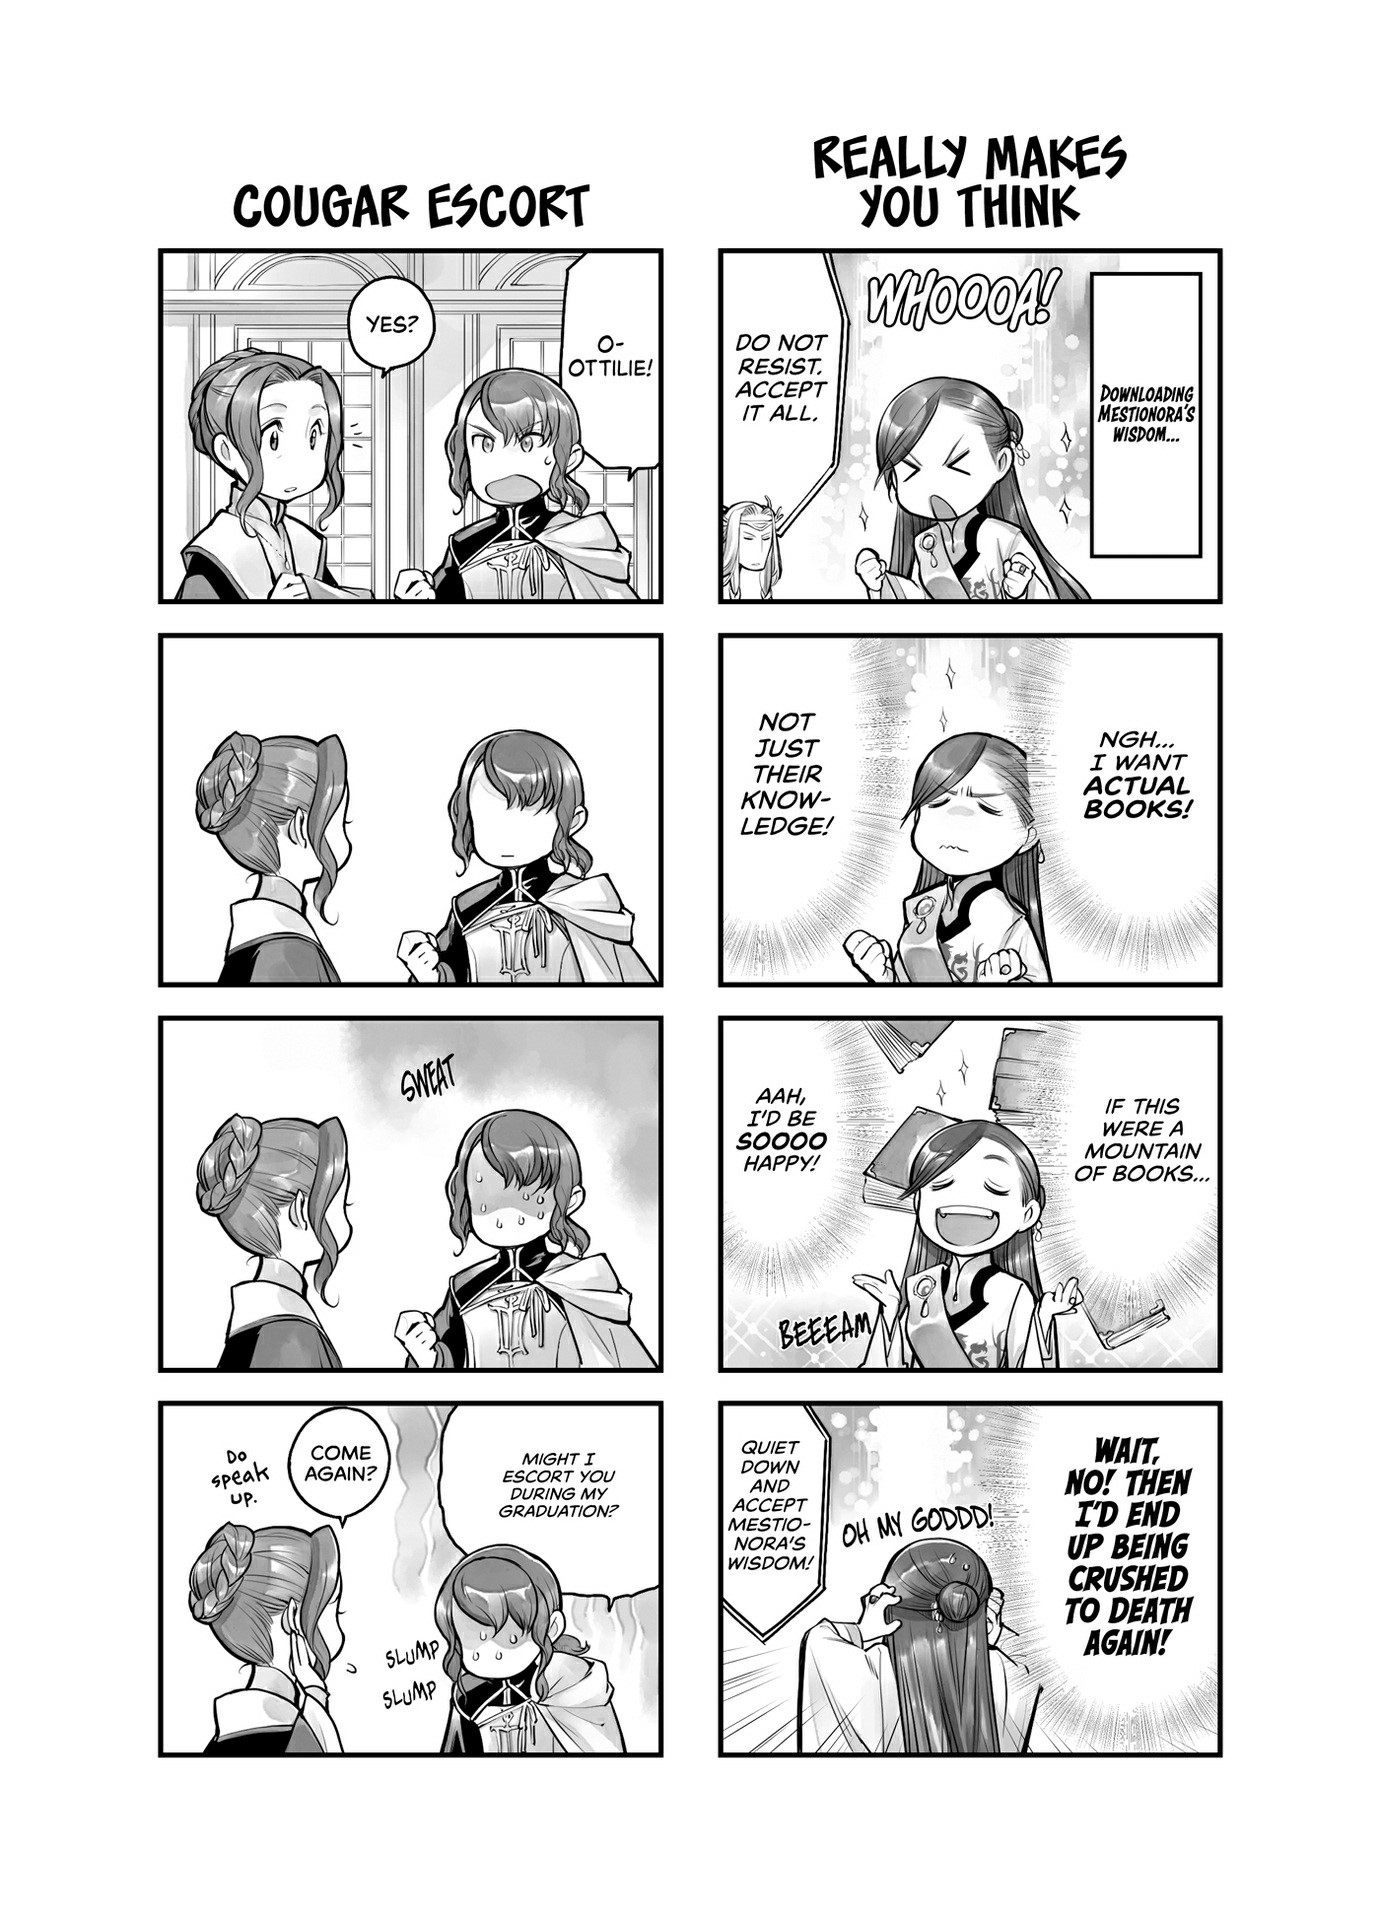 REALLY MAKES
YOU THINK
DOWNLOADING
MESTIONORA'S
WISDOM...
WHOOOA!
DO NOT
RESIST.
ACCEPT
IT ALL.
NGH...
I WANT
ACTUAL
BOOKS!
NOT
JUST
THEIR
KNOW-
LEDGE!
IF THIS
WERE A
MOUNTAIN
OF BOOKS...
AAH,
I'D BE
SOOOO
HAPPY!
BEEEAM
WAIT,
NO! THEN
I'D END
UP BEING
CRUSHED
TO DEATH
AGAIN!
OH MY GODDD!
QUIET
DOWN
AND
ACCEPT
MESTIO-
NORA'S
WISDOM!
COUGAR ESCORT
O-
OTTILIE!
YES?
SWEAT
MIGHT I
ESCORT YOU
DURING MY
GRADUATION?
SLUMP
SLUMP
COME
AGAIN?
Do
speak
up.